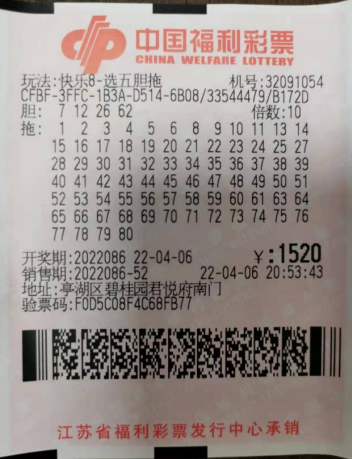 中国福利彩票
CHINA WELFARE LOTTERY
玩法:快乐8-选五胆拖 机号:32091054
CFBF-3FFC-1B3A-D514-6B08/33544479/B172D
胆: 7 12 26 62 倍数:10
拖: 1 2 3 4 5 6 8 9 10 11 13 14
15 16 17 18 19 20 21 22 23 24 25 27
28 29 30 31 32 33 34 35 36 37 38 39
40 41 42 43 44 45 46 47 48 49 50 51
52 53 54 55 56 57 58 59 60 61 63 64
65 66 67 68 69 70 71 72 73 74 75 76
77 78 79 80
开奖期:2022086 22-04-06 ¥:1520
销售期:2022086-52 22-04-06 20:53:43
地址:亭湖区碧桂园君悦府南门
验票码:F0D5C08F4C68FB77
江苏省福利彩票发行中心承销